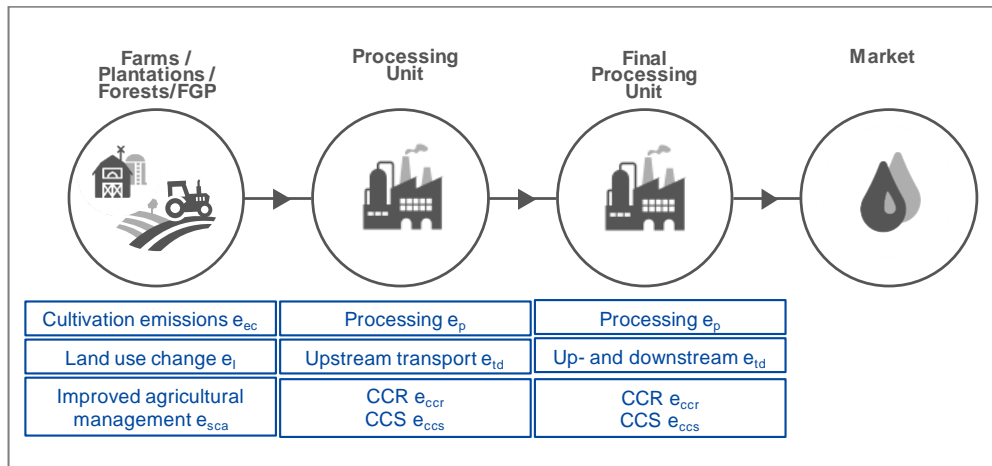 Farms /
Plantations /
Forests/FGP
Processing
Unit
Final
Processing
Unit
Market
Cultivation emissions eec
Land use change el
Improved agricultural
management esca
Processing ep
Upstream transport etd
CCR eccr
CCS eccs
Processing ep
Up- and downstream etd
CCR eccr
CCS eccs